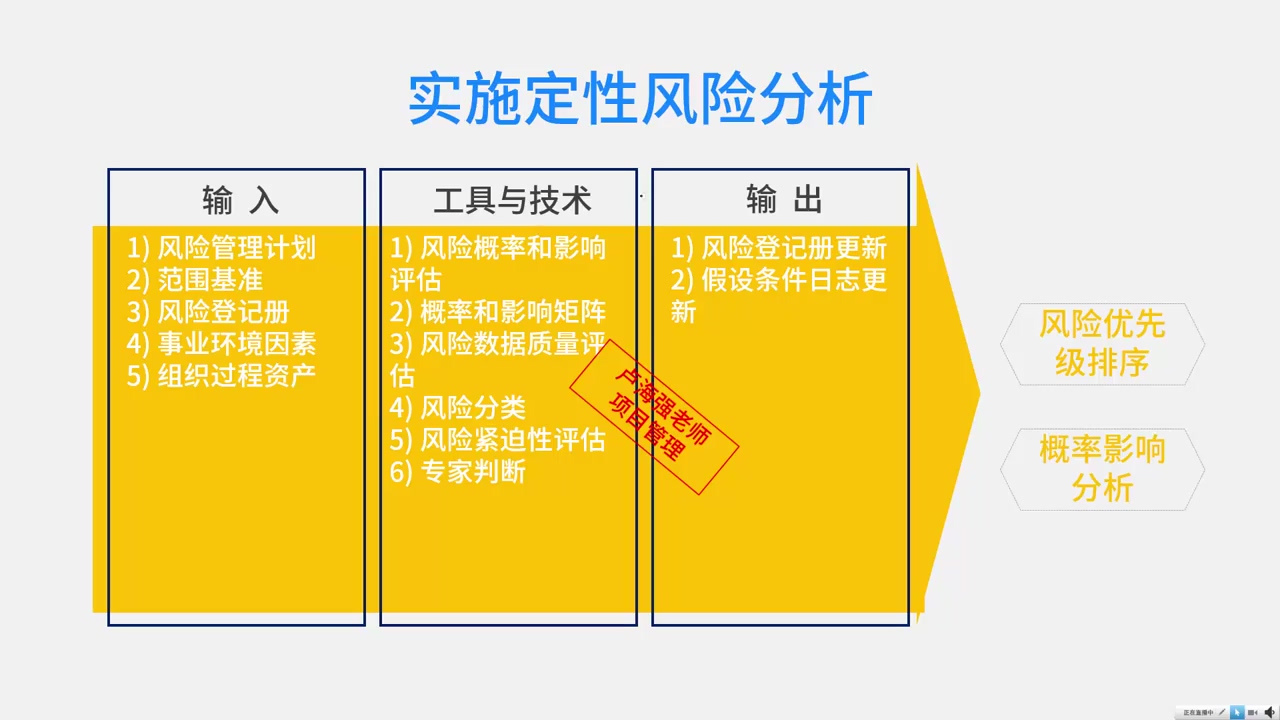 实施定性风险分析
输 入
1) 风险管理计划
2) 范围基准
3) 风险登记册
4) 事业环境因素
5) 组织过程资产
工具与技术
1) 风险概率和影响
评估
2) 概率和影响矩阵
3) 风险数据质量评
估
4) 风险分类
5) 风险紧迫性评估
6) 专家判断
输 出
1) 风险登记册更新
2) 假设条件日志更
新
卢海强老师
项目管理
风险优先
级排序
概率影响
分析
正在直播中